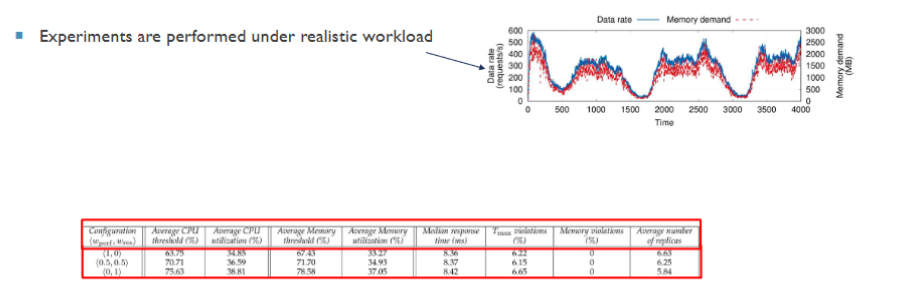 Experiments are performed under realistic workload
Data rate Memory demand
Data rate
(requests/s)
600
500
400
300
200
100
0
3000
2500
2000
1500
1000
500
0
Memory demand
(MB)
0 500 1000 1500 2000 2500 3000 3500 4000
Time
Configuration Average CPU Average CPU Average Memory Average Memory Median response Tmax violations Memory violations Average number
(wperf, wres) threshold (%) utilization (%) threshold (%) utilization (%) time (ms) (%) (%) of replicas
(1, 0) 63.75 34.85 67.43 33.27 8.36 6.22 0 6.63
(0.5, 0.5) 70.71 36.59 71.70 34.93 8.37 6.15 0 6.25
(0, 1) 75.63 38.81 78.58 37.05 8.42 6.65 0 5.84